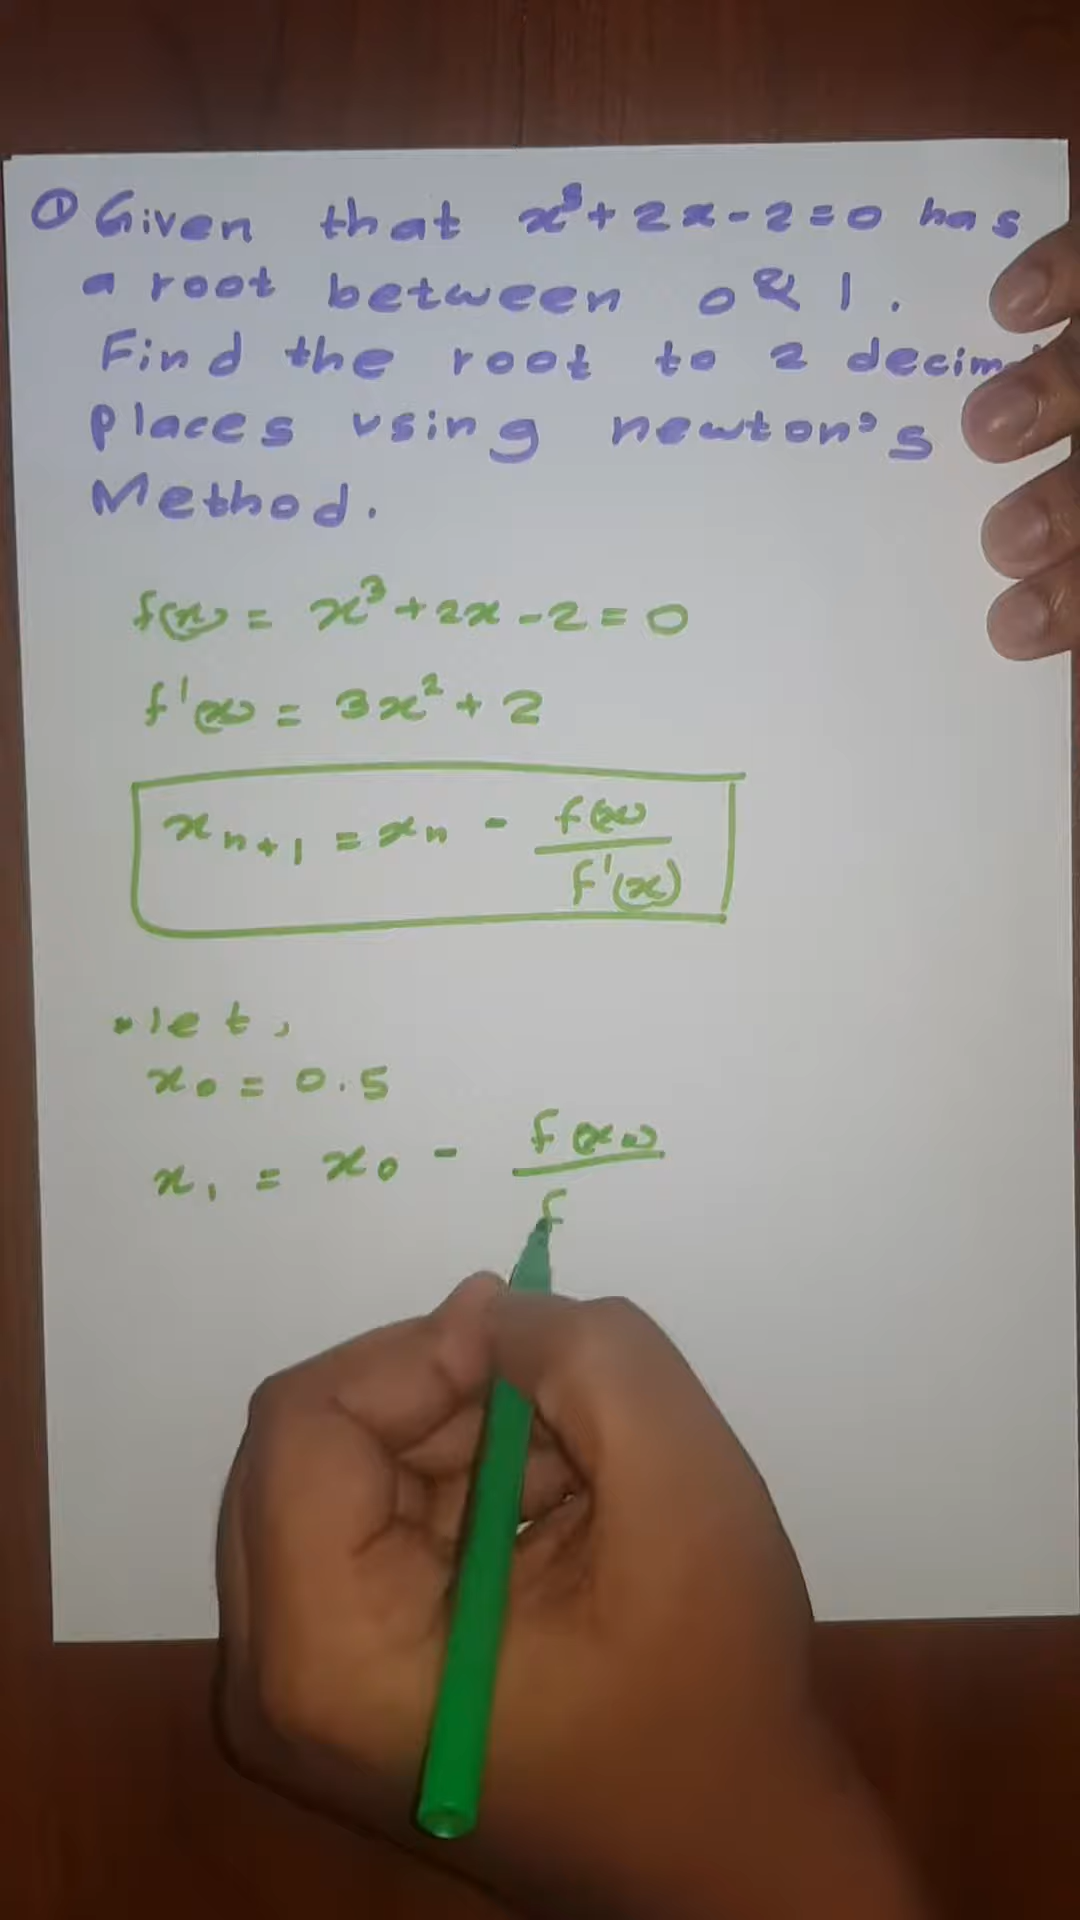 ① Given that x³+2x-2=0 has
a root between 0 & 1.
Find the root to 2 decim
places using newton's
Method.
f(x) = x³+2x-2=0
f'(x) = 3x²+2
xₙ₊₁ = xₙ - f(x)/f'(x)
let,
x₀ = 0.5
x₁ = x₀ - f(x₀)/f